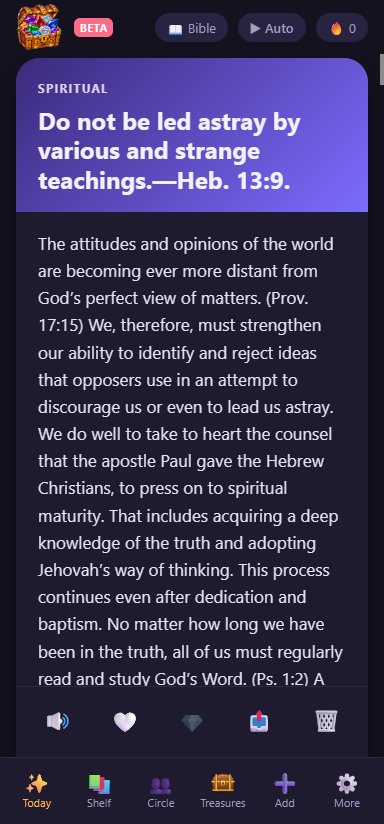 BETA
Bible
Auto
0
SPIRITUAL
Do not be led astray by
various and strange
teachings.—Heb. 13:9.
The attitudes and opinions of the world
are becoming ever more distant from
God’s perfect view of matters. (Prov.
17:15) We, therefore, must strengthen
our ability to identify and reject ideas
that opposers use in an attempt to
discourage us or even to lead us astray.
We do well to take to heart the counsel
that the apostle Paul gave the Hebrew
Christians, to press on to spiritual
maturity. That includes acquiring a deep
knowledge of the truth and adopting
Jehovah’s way of thinking. This process
continues even after dedication and
baptism. No matter how long we have
been in the truth, all of us must regularly
read and study God’s Word. (Ps. 1:2) A
Today
Shelf
Circle
Treasures
Add
More